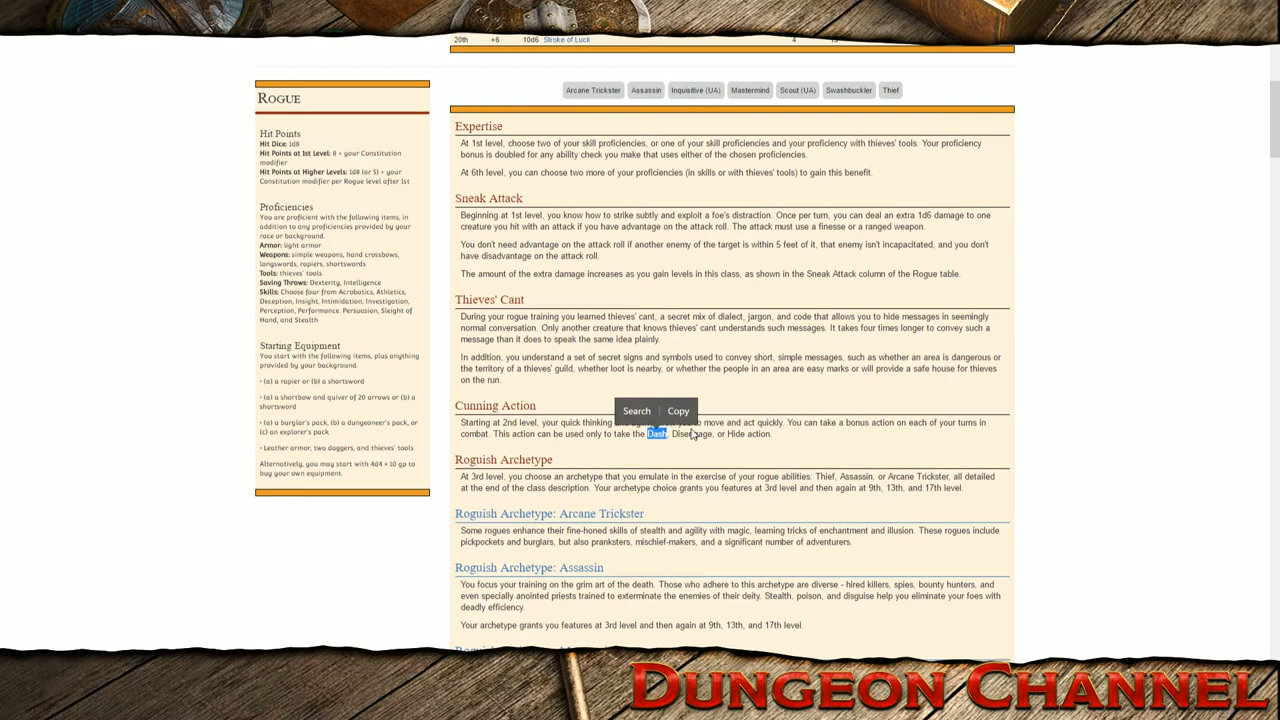 20th +6 10d6 Stroke of Luck 4
Arcane Trickster Assassin Inquisitive (UA) Mastermind Scout (UA) Swashbuckler Thief
ROGUE
Hit Points
Hit Dice: 1d8
Hit Points at 1st Level: 8 + your Constitution
modifier
Hit Points at Higher Levels: 1d8 (or 5) + your
Constitution modifier per Rogue level after 1st
Proficiencies
You are proficient with the following items, in
addition to any proficiencies provided by your
race or background.
Armor: light armor
Weapons: simple weapons, hand crossbows,
longswords, rapiers, shortswords
Tools: thieves' tools
Saving Throws: Dexterity, Intelligence
Skills: Choose four from Acrobatics, Athletics,
Deception, Insight, Intimidation, Investigation,
Perception, Performance, Persuasion, Sleight of
Hand, and Stealth
Starting Equipment
You start with the following items, plus anything
provided by your background.
• (a) a rapier or (b) a shortsword
• (a) a shortbow and quiver of 20 arrows or (b) a
shortsword
• (a) a burglar's pack, (b) a dungeoneer's pack, or
(c) an explorer's pack
• Leather armor, two daggers, and thieves' tools
Alternatively, you may start with 4d4 × 10 gp to
buy your own equipment.
Expertise
At 1st level, choose two of your skill proficiencies, or one of your skill proficiencies and your proficiency with thieves' tools. Your proficiency
bonus is doubled for any ability check you make that uses either of the chosen proficiencies.
At 6th level, you can choose two more of your proficiencies (in skills or with thieves' tools) to gain this benefit.
Sneak Attack
Beginning at 1st level, you know how to strike subtly and exploit a foe's distraction. Once per turn, you can deal an extra 1d6 damage to one
creature you hit with an attack if you have advantage on the attack roll. The attack must use a finesse or a ranged weapon.
You don't need advantage on the attack roll if another enemy of the target is within 5 feet of it, that enemy isn't incapacitated, and you don't
have disadvantage on the attack roll.
The amount of the extra damage increases as you gain levels in this class, as shown in the Sneak Attack column of the Rogue table.
Thieves' Cant
During your rogue training you learned thieves' cant, a secret mix of dialect, jargon, and code that allows you to hide messages in seemingly
normal conversation. Only another creature that knows thieves' cant understands such messages. It takes four times longer to convey such a
message than it does to speak the same idea plainly.
In addition, you understand a set of secret signs and symbols used to convey short, simple messages, such as whether an area is dangerous or
the territory of a thieves' guild, whether loot is nearby, or whether the people in an area are easy marks or will provide a safe house for thieves
on the run.
Search Copy
Cunning Action
Starting at 2nd level, your quick thinking to move and act quickly. You can take a bonus action on each of your turns in
combat. This action can be used only to take the Dash, Disengage, or Hide action.
Roguish Archetype
At 3rd level, you choose an archetype that you emulate in the exercise of your rogue abilities: Thief, Assassin, or Arcane Trickster, all detailed
at the end of the class description. Your archetype choice grants you features at 3rd level and then again at 9th, 13th, and 17th level.
Roguish Archetype: Arcane Trickster
Some rogues enhance their fine-honed skills of stealth and agility with magic, learning tricks of enchantment and illusion. These rogues include
pickpockets and burglars, but also pranksters, mischief-makers, and a significant number of adventurers.
Roguish Archetype: Assassin
You focus your training on the grim art of the death. Those who adhere to this archetype are diverse - hired killers, spies, bounty hunters, and
even specially anointed priests trained to exterminate the enemies of their deity. Stealth, poison, and disguise help you eliminate your foes with
deadly efficiency.
Your archetype grants you features at 3rd level and then again at 9th, 13th, and 17th level.
DUNGEON CHANNEL